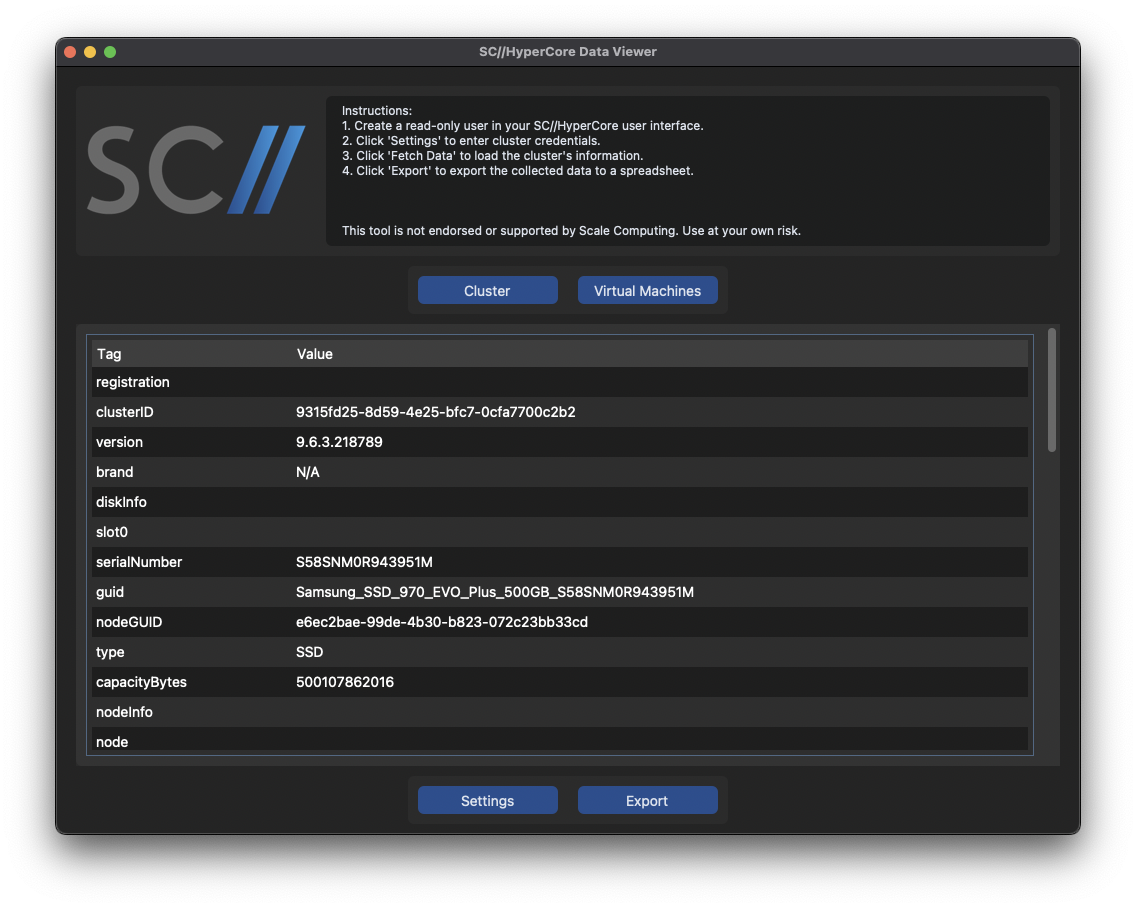 SC//HyperCore Data Viewer
SC//
Instructions:
1. Create a read-only user in your SC//HyperCore user interface.
2. Click 'Settings' to enter cluster credentials.
3. Click 'Fetch Data' to load the cluster's information.
4. Click 'Export' to export the collected data to a spreadsheet.
This tool is not endorsed or supported by Scale Computing. Use at your own risk.
Cluster Virtual Machines
Tag Value
registration
clusterID 9315fd25-8d59-4e25-bfc7-0cfa7700c2b2
version 9.6.3.218789
brand N/A
diskInfo
slot0
serialNumber S58SNM0R943951M
guid Samsung_SSD_970_EVO_Plus_500GB_S58SNM0R943951M
nodeGUID e6ec2bae-99de-4b30-b823-072c23bb33cd
type SSD
capacityBytes 500107862016
nodeInfo
node
Settings Export